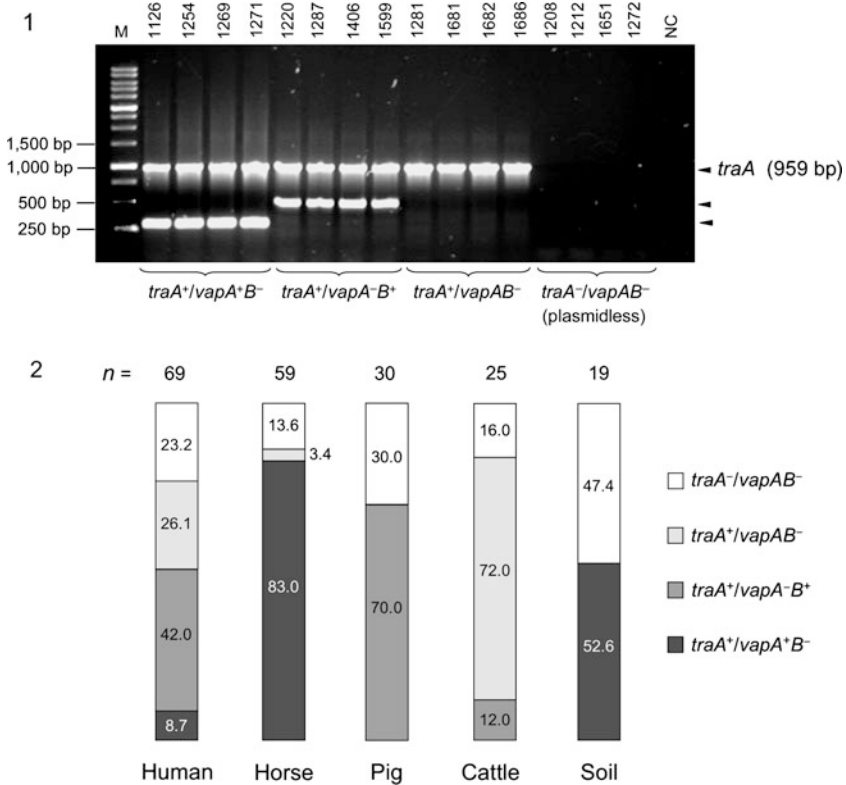 1
M 1126 1254 1269 1271 1220 1287 1406 1599 1281 1681 1682 1686 1208 1212 1651 1272 NC
1,500 bp
1,000 bp
500 bp
250 bp
traA (959 bp)
traA⁺/vapA⁺B⁻ traA⁺/vapA⁻B⁺ traA⁺/vapAB⁻ traA⁻/vapAB⁻
(plasmidless)
2 n = 69 59 30 25 19
23.2 26.1 42.0 8.7
13.6 3.4 83.0
30.0 70.0
16.0 72.0 12.0
47.4 52.6
traA⁻/vapAB⁻
traA⁺/vapAB⁻
traA⁺/vapA⁻B⁺
traA⁺/vapA⁺B⁻
Human Horse Pig Cattle Soil